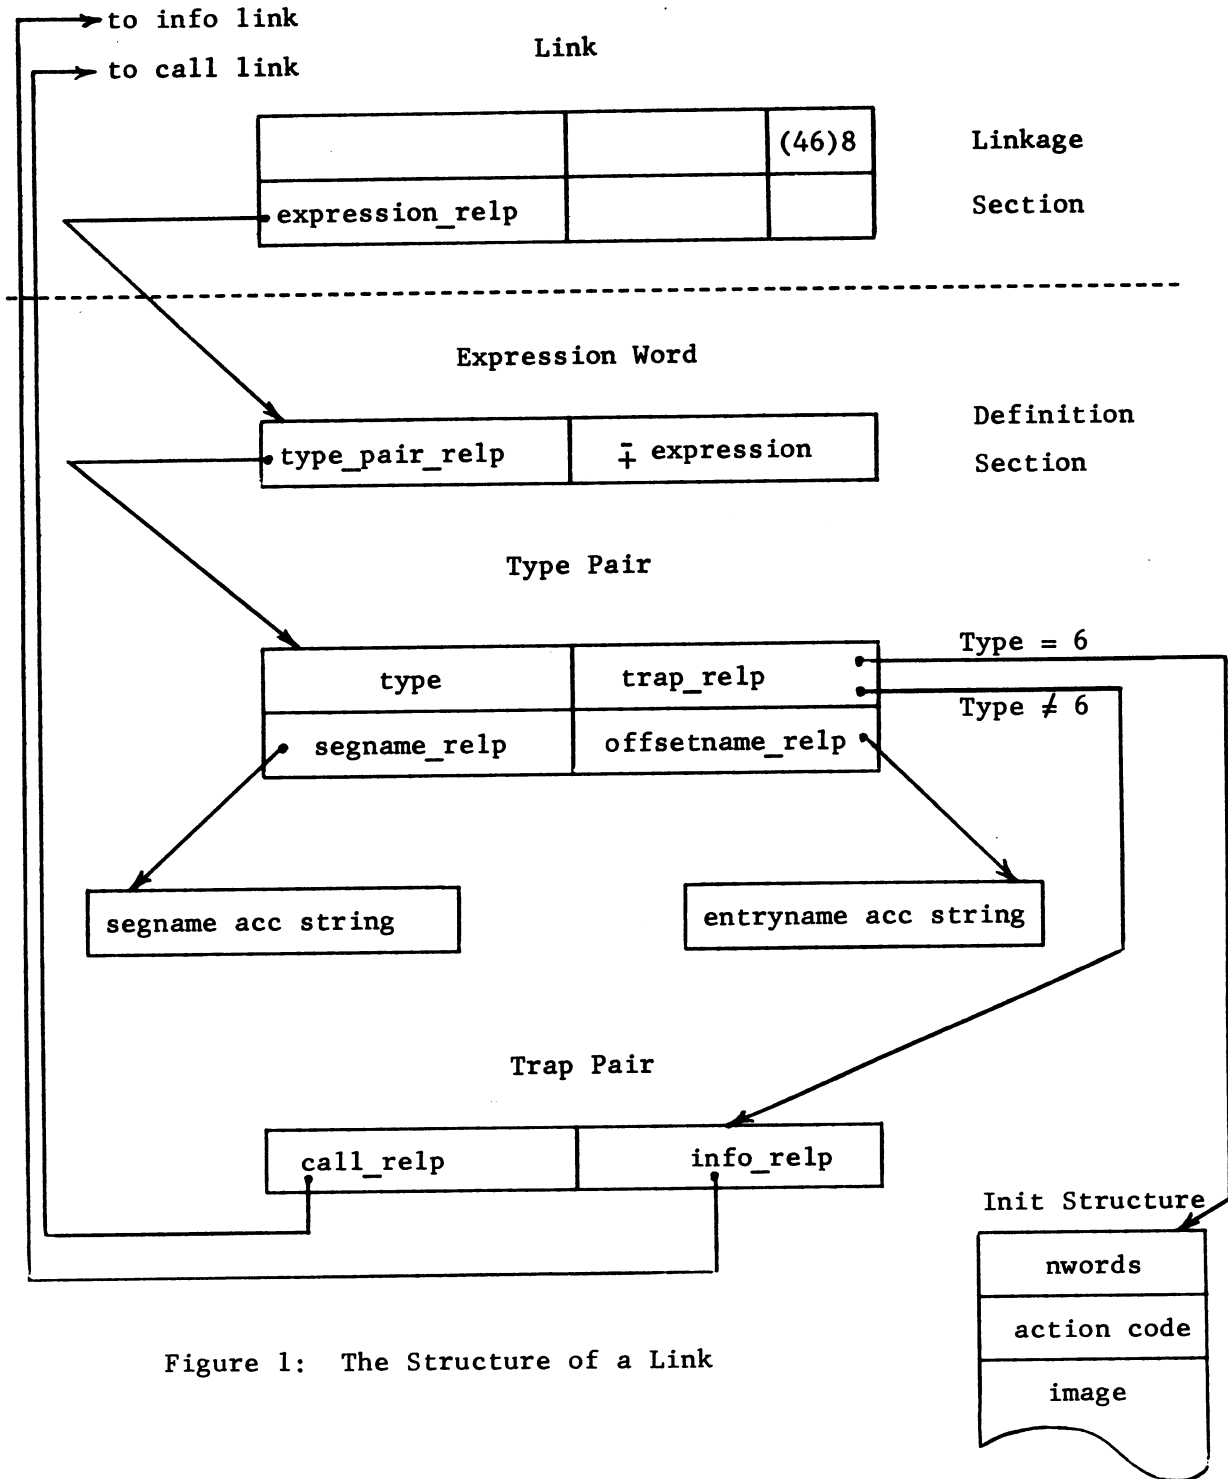 to info link
Link
to call link
(46)8
Linkage
expression_relp
Section
Expression Word
Definition
type_pair_relp
∓ expression
Section
Type Pair
Type = 6
type
trap_relp
Type ≠ 6
segname_relp
offsetname_relp
segname acc string
entryname acc string
Trap Pair
call_relp
info_relp
Init Structure
nwords
action code
image
Figure 1: The Structure of a Link